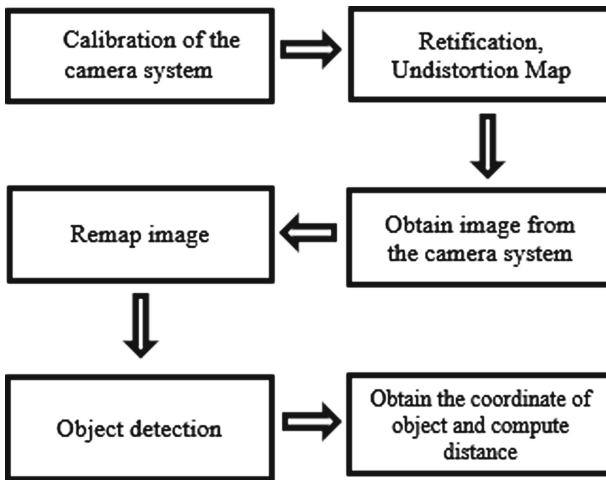 Calibration of the
camera system
Retification,
Undistortion Map
Obtain image from
the camera system
Remap image
Object detection
Obtain the coordinate of
object and compute
distance